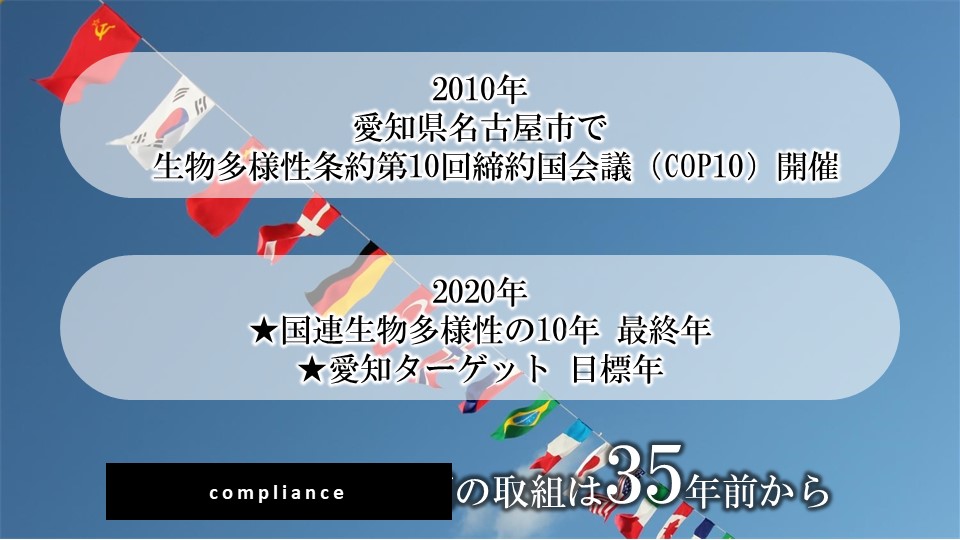 2010年
愛知県名古屋市で
生物多様性条約第10回締約国会議（COP10）開催
2020年
★国連生物多様性の10年 最終年
★愛知ターゲット 目標年
compliance の取組は35年前から